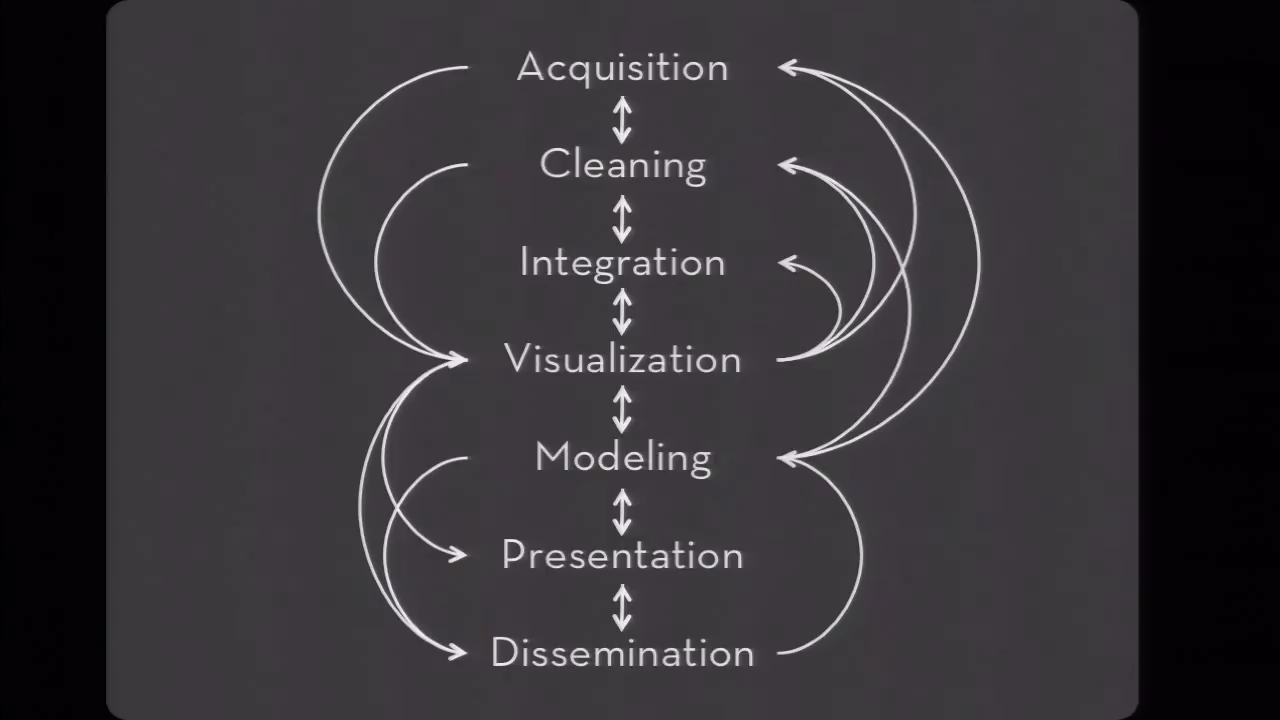 Acquisition
Cleaning
Integration
Visualization
Modeling
Presentation
Dissemination